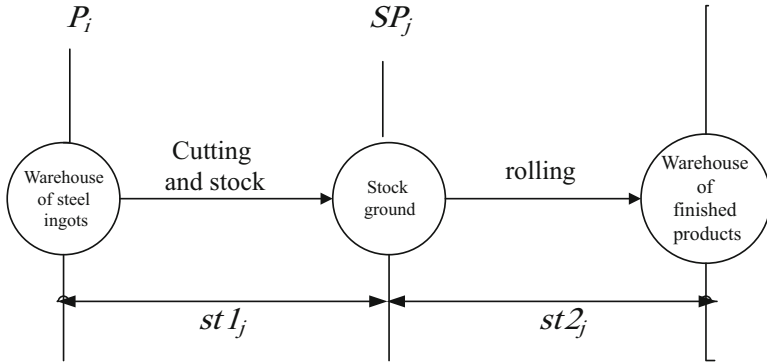 P_i
SP_j
Cutting
and stock
rolling
Warehouse
of steel
ingots
Stock
ground
Warehouse
of
finished
products
st1_j
st2_j